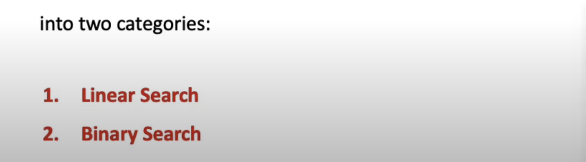 into two categories:
1. Linear Search
2. Binary Search